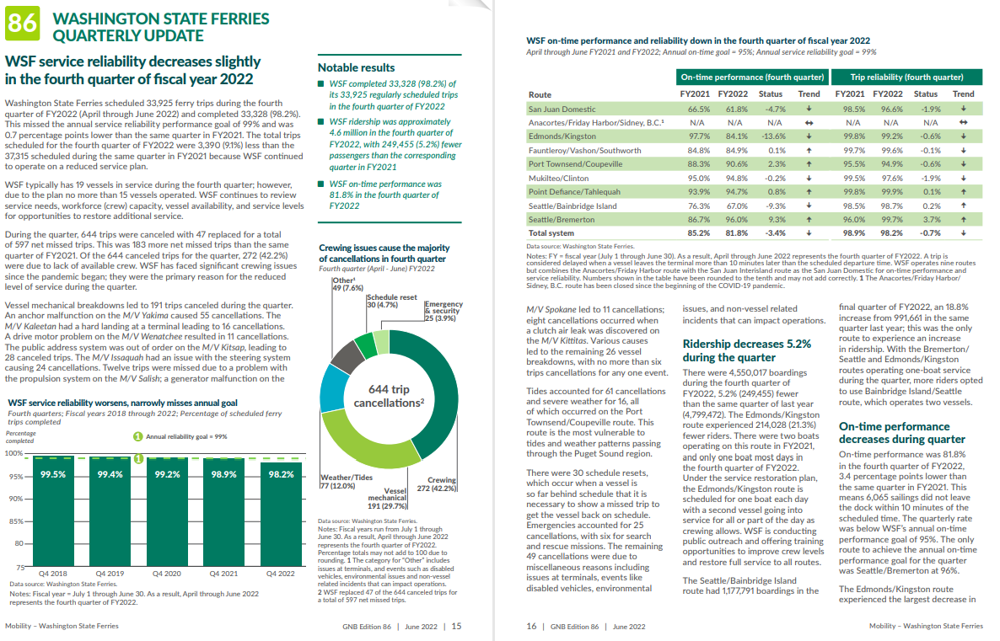 86
WASHINGTON STATE FERRIES
QUARTERLY UPDATE
WSF service reliability decreases slightly
in the fourth quarter of fiscal year 2022
Washington State Ferries scheduled 33,925 ferry trips during the fourth
quarter of FY2022 (April through June 2022) and completed 33,328 (98.2%).
This missed the annual service reliability performance goal of 99% and was
0.7 percentage points lower than the same quarter in FY2021. The total trips
scheduled for the fourth quarter of FY2022 were 3,390 (9.1%) less than the
37,315 scheduled during the same quarter in FY2021 because WSF continued
to operate on a reduced service plan.
WSF typically has 19 vessels in service during the fourth quarter; however,
due to the plan no more than 15 vessels operated. WSF continues to review
service needs, workforce (crew) capacity, vessel availability, and service levels
for opportunities to restore additional service.
During the quarter, 644 trips were canceled with 47 replaced for a total
of 597 net missed trips. This was 183 more net missed trips than the same
quarter of FY2021. Of the 644 canceled trips for the quarter, 272 (42.2%)
were due to lack of available crew. WSF has faced significant crewing issues
since the pandemic began; they were the primary reason for the reduced
level of service during the quarter.
Vessel mechanical breakdowns led to 191 trips canceled during the quarter.
An anchor malfunction on the M/V Yakima caused 55 cancellations. The
M/V Kaleetan had a hard landing at a terminal leading to 16 cancellations.
A drive motor problem on the M/V Wenatchee resulted in 11 cancellations.
The public address system was out of order on the M/V Kitsap, leading to
28 canceled trips. The M/V Issaquah had an issue with the steering system
causing 24 cancellations. Twelve trips were missed due to a problem with
the propulsion system on the M/V Salish; a generator malfunction on the
WSF service reliability worsens, narrowly misses annual goal
Fourth quarters; Fiscal years 2018 through 2022; Percentage of scheduled ferry
trips completed
Percentage
completed
1 Annual reliability goal = 99%
100%
95%
90%
85%
80
75
1
99.5% 99.4% 99.2% 98.9% 98.2%
Q4 2018 Q4 2019 Q4 2020 Q4 2021 Q4 2022
Data source: Washington State Ferries.
Notes: Fiscal year = July 1 through June 30. As a result, April through June 2022
represents the fourth quarter of FY2022.
Notable results
■ WSF completed 33,328 (98.2%) of
its 33,925 regularly scheduled trips
in the fourth quarter of FY2022
■ WSF ridership was approximately
4.6 million in the fourth quarter of
FY2022, with 249,455 (5.2%) fewer
passengers than the corresponding
quarter in FY2021
■ WSF on-time performance was
81.8% in the fourth quarter of
FY2022
Crewing issues cause the majority
of cancellations in fourth quarter
Fourth quarter (April - June) FY2022
Other¹
49 (7.6%)
Schedule reset
30 (4.7%)
Emergency
& security
25 (3.9%)
644 trip
cancellations²
Weather/Tides
77 (12.0%)
Vessel
mechanical
191 (29.7%)
Crewing
272 (42.2%)
Data source: Washington State Ferries.
Notes: Fiscal years run from July 1 through
June 30. As a result, April through June 2022
represents the fourth quarter of FY2022.
Percentage totals may not add to 100 due to
rounding. 1 The category for "Other" includes
issues at terminals, and events such as disabled
vehicles, environmental issues and non-vessel
related incidents that can impact operations.
2 WSF replaced 47 of the 644 canceled trips for
a total of 597 net missed trips.
Mobility – Washington State Ferries
GNB Edition 86 | June 2022 | 15
WSF on-time performance and reliability down in the fourth quarter of fiscal year 2022
April through June FY2021 and FY2022; Annual on-time goal = 95%; Annual service reliability goal = 99%
On-time performance (fourth quarter) Trip reliability (fourth quarter)
Route FY2021 FY2022 Status Trend FY2021 FY2022 Status Trend
San Juan Domestic 66.5% 61.8% -4.7% ↓ 98.5% 96.6% -1.9% ↓
Anacortes/Friday Harbor/Sidney, B.C.¹ N/A N/A N/A ↔ N/A N/A N/A ↔
Edmonds/Kingston 97.7% 84.1% -13.6% ↓ 99.8% 99.2% -0.6% ↓
Fauntleroy/Vashon/Southworth 84.8% 84.9% 0.1% ↑ 99.7% 99.6% -0.1% ↓
Port Townsend/Coupeville 88.3% 90.6% 2.3% ↑ 95.5% 94.9% -0.6% ↓
Mukilteo/Clinton 95.0% 94.8% -0.2% ↓ 99.5% 97.6% -1.9% ↓
Point Defiance/Tahlequah 93.9% 94.7% 0.8% ↑ 99.8% 99.9% 0.1% ↑
Seattle/Bainbridge Island 76.3% 67.0% -9.3% ↓ 98.5% 98.7% 0.2% ↑
Seattle/Bremerton 86.7% 96.0% 9.3% ↑ 96.0% 99.7% 3.7% ↑
Total system 85.2% 81.8% -3.4% ↓ 98.9% 98.2% -0.7% ↓
Data source: Washington State Ferries.
Notes: FY = fiscal year (July 1 through June 30). As a result, April through June 2022 represents the fourth quarter of FY2022. A trip is
considered delayed when a vessel leaves the terminal more than 10 minutes later than the scheduled departure time. WSF operates nine routes
but combines the Anacortes/Friday Harbor route with the San Juan Interisland route as the San Juan Domestic for on-time performance and
service reliability. Numbers shown in the table have been rounded to the tenth and may not add correctly. 1 The Anacortes/Friday Harbor/
Sidney, B.C. route has been closed since the beginning of the COVID-19 pandemic.
M/V Spokane led to 11 cancellations;
eight cancellations occurred when
a clutch air leak was discovered on
the M/V Kittitas. Various causes
led to the remaining 26 vessel
breakdowns, with no more than six
trips cancellations for any one event.
Tides accounted for 61 cancellations
and severe weather for 16, all
of which occurred on the Port
Townsend/Coupeville route. This
route is the most vulnerable to
tides and weather patterns passing
through the Puget Sound region.
There were 30 schedule resets,
which occur when a vessel is
so far behind schedule that it is
necessary to show a missed trip to
get the vessel back on schedule.
Emergencies accounted for 25
cancellations, with six for search
and rescue missions. The remaining
49 cancellations were due to
miscellaneous reasons including
issues at terminals, events like
disabled vehicles, environmental
issues, and non-vessel related
incidents that can impact operations.
Ridership decreases 5.2%
during the quarter
There were 4,550,017 boardings
during the fourth quarter of
FY2022, 5.2% (249,455) fewer
than the same quarter of last year
(4,799,472). The Edmonds/Kingston
route experienced 214,028 (21.3%)
fewer riders. There were two boats
operating on this route in FY2021,
and only one boat most days in
the fourth quarter of FY2022.
Under the service restoration plan,
the Edmonds/Kingston route is
scheduled for one boat each day
with a second vessel going into
service for all or part of the day as
crewing allows. WSF is conducting
public outreach and offering training
opportunities to improve crew levels
and restore full service to all routes.
The Seattle/Bainbridge Island
route had 1,177,791 boardings in the
final quarter of FY2022, an 18.8%
increase from 991,661 in the same
quarter last year; this was the only
route to experience an increase
in ridership. With the Bremerton/
Seattle and Edmonds/Kingston
routes operating one-boat service
during the quarter, more riders opted
to use Bainbridge Island/Seattle
route, which operates two vessels.
On-time performance
decreases during quarter
On-time performance was 81.8%
in the fourth quarter of FY2022,
3.4 percentage points lower than
the same quarter in FY2021. This
means 6,065 sailings did not leave
the dock within 10 minutes of the
scheduled time. The quarterly rate
was below WSF's annual on-time
performance goal of 95%. The only
route to achieve the annual on-time
performance goal for the quarter
was Seattle/Bremerton at 96%.
The Edmonds/Kingston route
experienced the largest decrease in
16 | GNB Edition 86 | June 2022
Mobility – Washington State Ferries